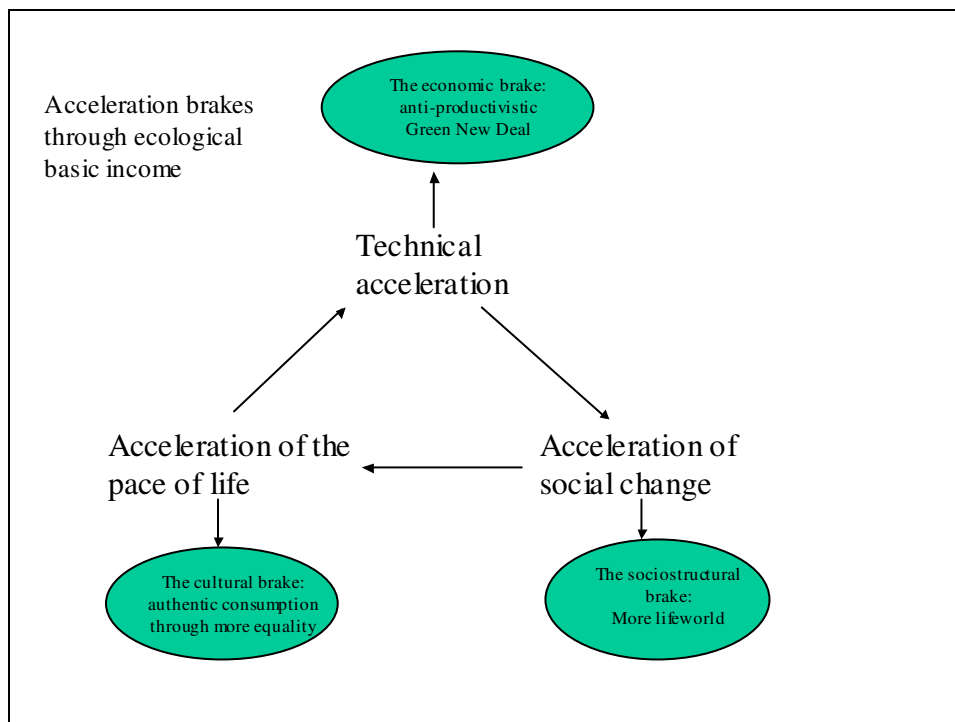 Acceleration brakes
through ecological
basic income
The economic brake:
anti-productivistic
Green New Deal
Technical
acceleration
Acceleration of the
pace of life
Acceleration of
social change
The cultural brake:
authentic consumption
through more equality
The sociostructural
brake:
More lifeworld